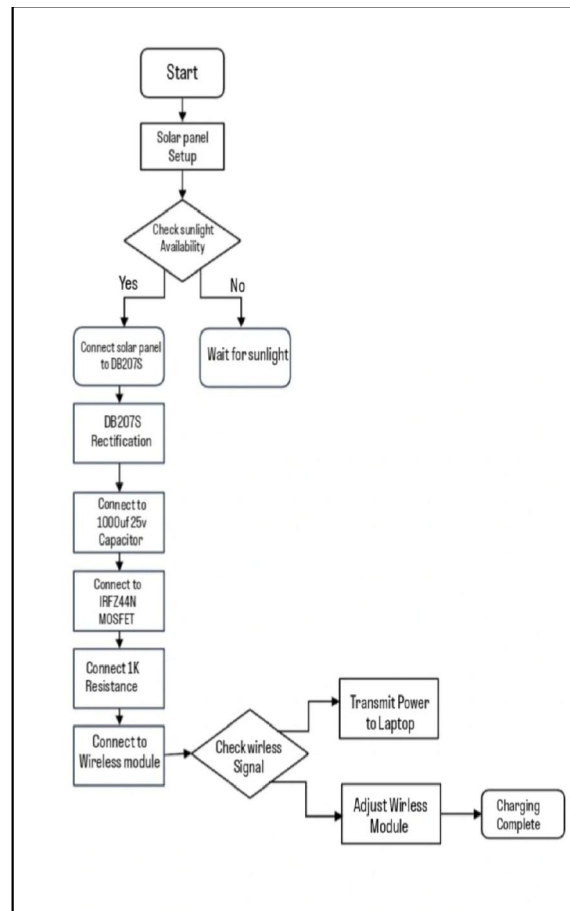 Start
Solar panel
Setup
Check sunlight
Availability
Yes
No
Connect solar panel
to DB207S
Wait for sunlight
DB207S
Rectification
Connect to
1000uf 25v
Capacitor
Connect to
IRFZ44N
MOSFET
Connect 1K
Resistance
Connect to
Wireless module
Check wirless
Signal
Transmit Power
to Laptop
Adjust Wirless
Module
Charging
Complete